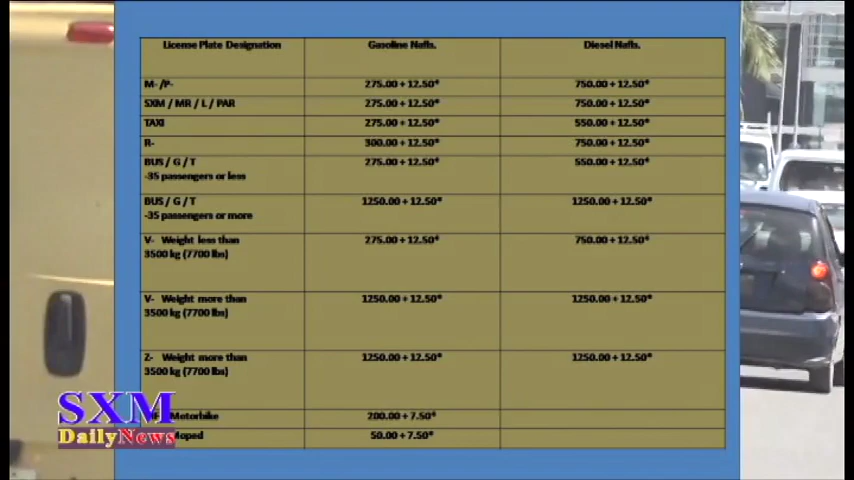 License Plate Designation Gasoline Nafls. Diesel Nafls.
M- /P- 275.00 + 12.50* 750.00 + 12.50*
SXM / MR / L / PAR 275.00 + 12.50* 750.00 + 12.50*
TAXI 275.00 + 12.50* 550.00 + 12.50*
R- 300.00 + 12.50* 750.00 + 12.50*
BUS / G / T 275.00 + 12.50* 550.00 + 12.50*
-35 passengers or less
BUS / G / T 1250.00 + 12.50* 1250.00 + 12.50*
-35 passengers or more
V- Weight less than 275.00 + 12.50* 750.00 + 12.50*
3500 kg (7700 lbs)
V- Weight more than 1250.00 + 12.50* 1250.00 + 12.50*
3500 kg (7700 lbs)
Z- Weight more than 1250.00 + 12.50* 1250.00 + 12.50*
3500 kg (7700 lbs)
Motorbike 200.00 + 7.50*
Moped 50.00 + 7.50*
SXM
DailyNews